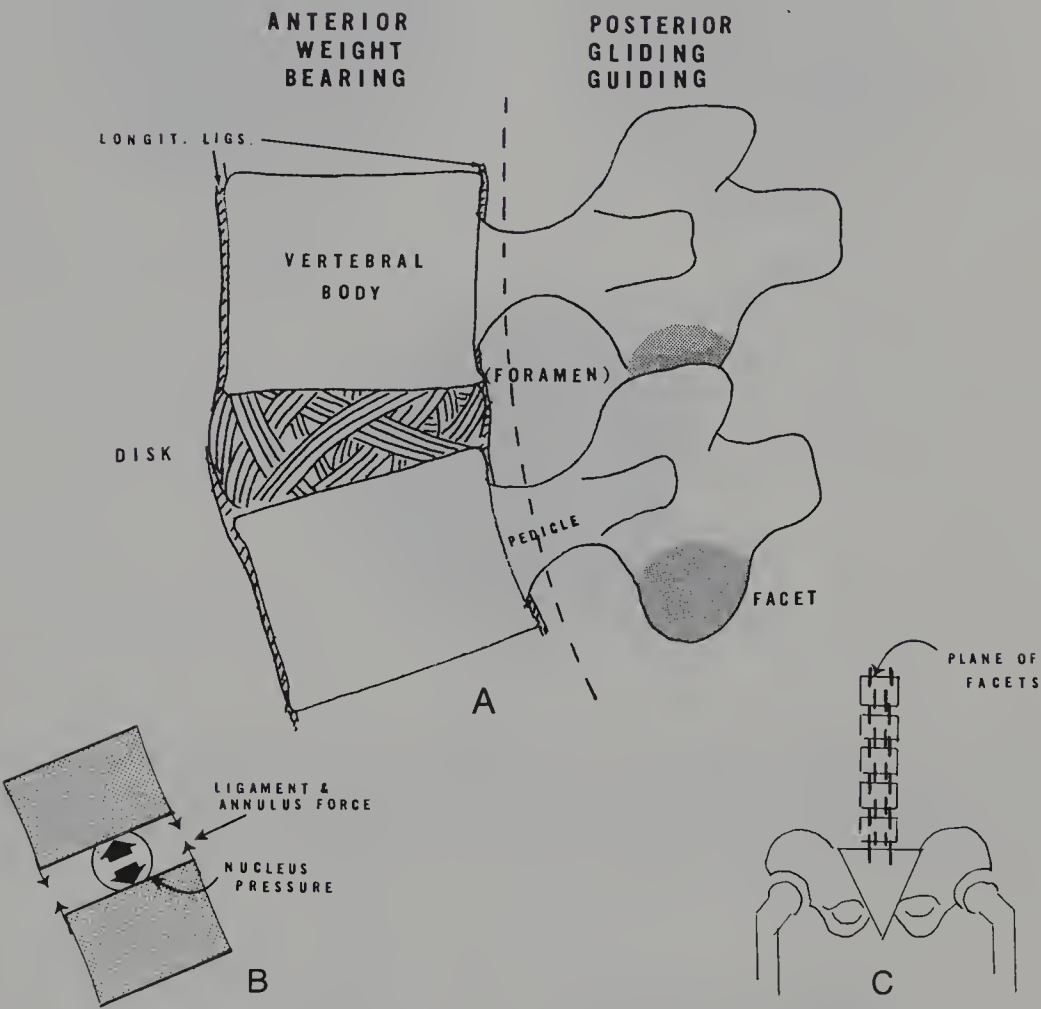 ANTERIOR
WEIGHT
BEARING
POSTERIOR
GLIDING
GUIDING
LONGIT. LIGS.
VERTEBRAL
BODY
(FORAMEN)
DISK
PEDICLE
FACET
A
PLANE OF
FACETS
LIGAMENT &
ANNULUS FORCE
NUCLEUS
PRESSURE
B
C